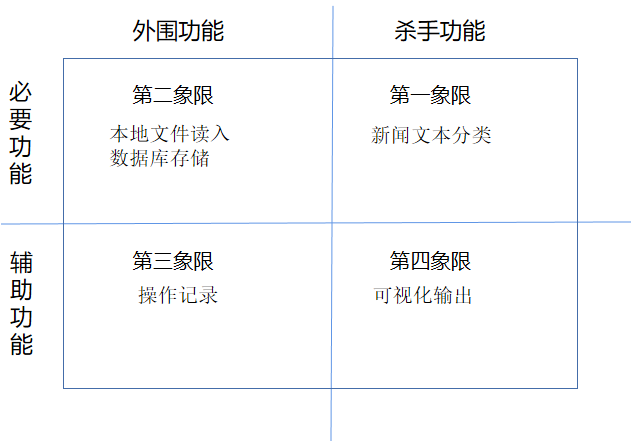 外围功能
杀手功能
必要功能
第二象限
第一象限
本地文件读入
数据库存储
新闻文本分类
辅助功能
第三象限
第四象限
操作记录
可视化输出